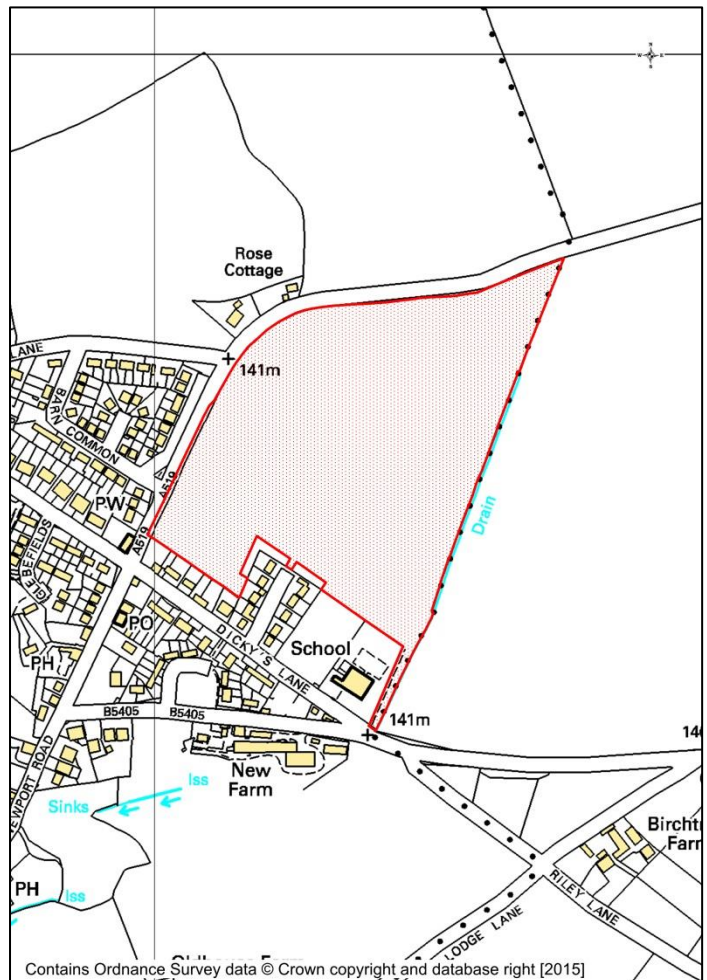 Rose
Cottage
LANE
141m
BARN COMMON
A519
PW
A519
GLEBEFIELDS
Drain
PO
DICKY'S LANE
School
PH
B5405
B5405
141m
NEWPORT ROAD
New
Farm
Iss
Sinks
Birchtr
Farm
PH
Iss
RILEY LANE
LODGE LANE
Contains Ordnance Survey data © Crown copyright and database right [2015]